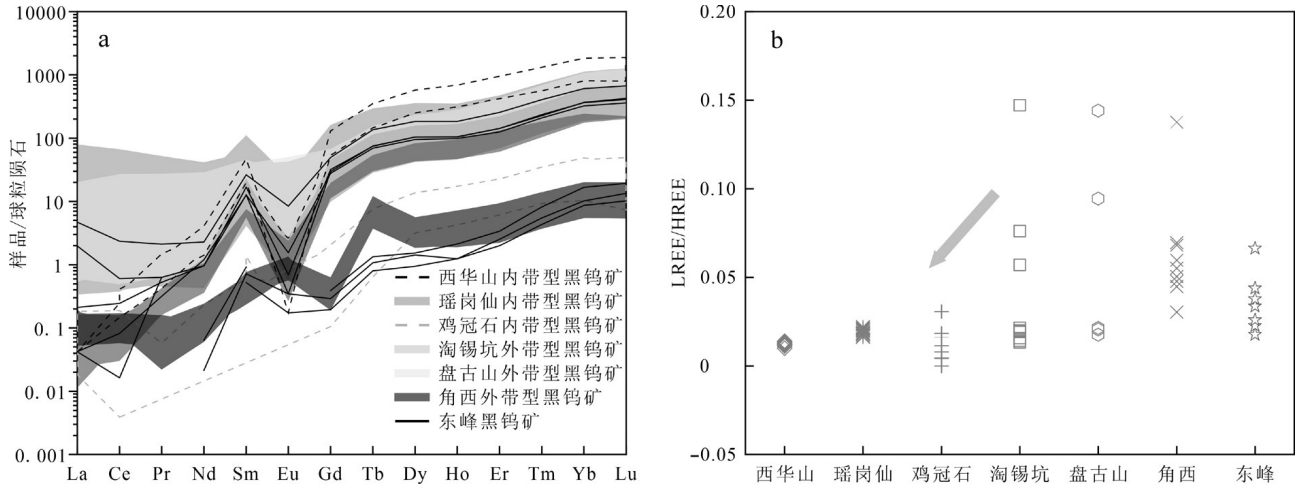 a
样品/球粒陨石
10000
1000
100
10
1
0.1
0.01
0.001
La Ce Pr Nd Sm Eu Gd Tb Dy Ho Er Tm Yb Lu
西华山内带型黑钨矿
瑶岗仙内带型黑钨矿
鸡冠石内带型黑钨矿
淘锡坑外带型黑钨矿
盘古山外带型黑钨矿
角西外带型黑钨矿
东峰黑钨矿
b
LREE/HREE
0.20
0.15
0.10
0.05
0
-0.05
西华山 瑶岗仙 鸡冠石 淘锡坑 盘古山 角西 东峰